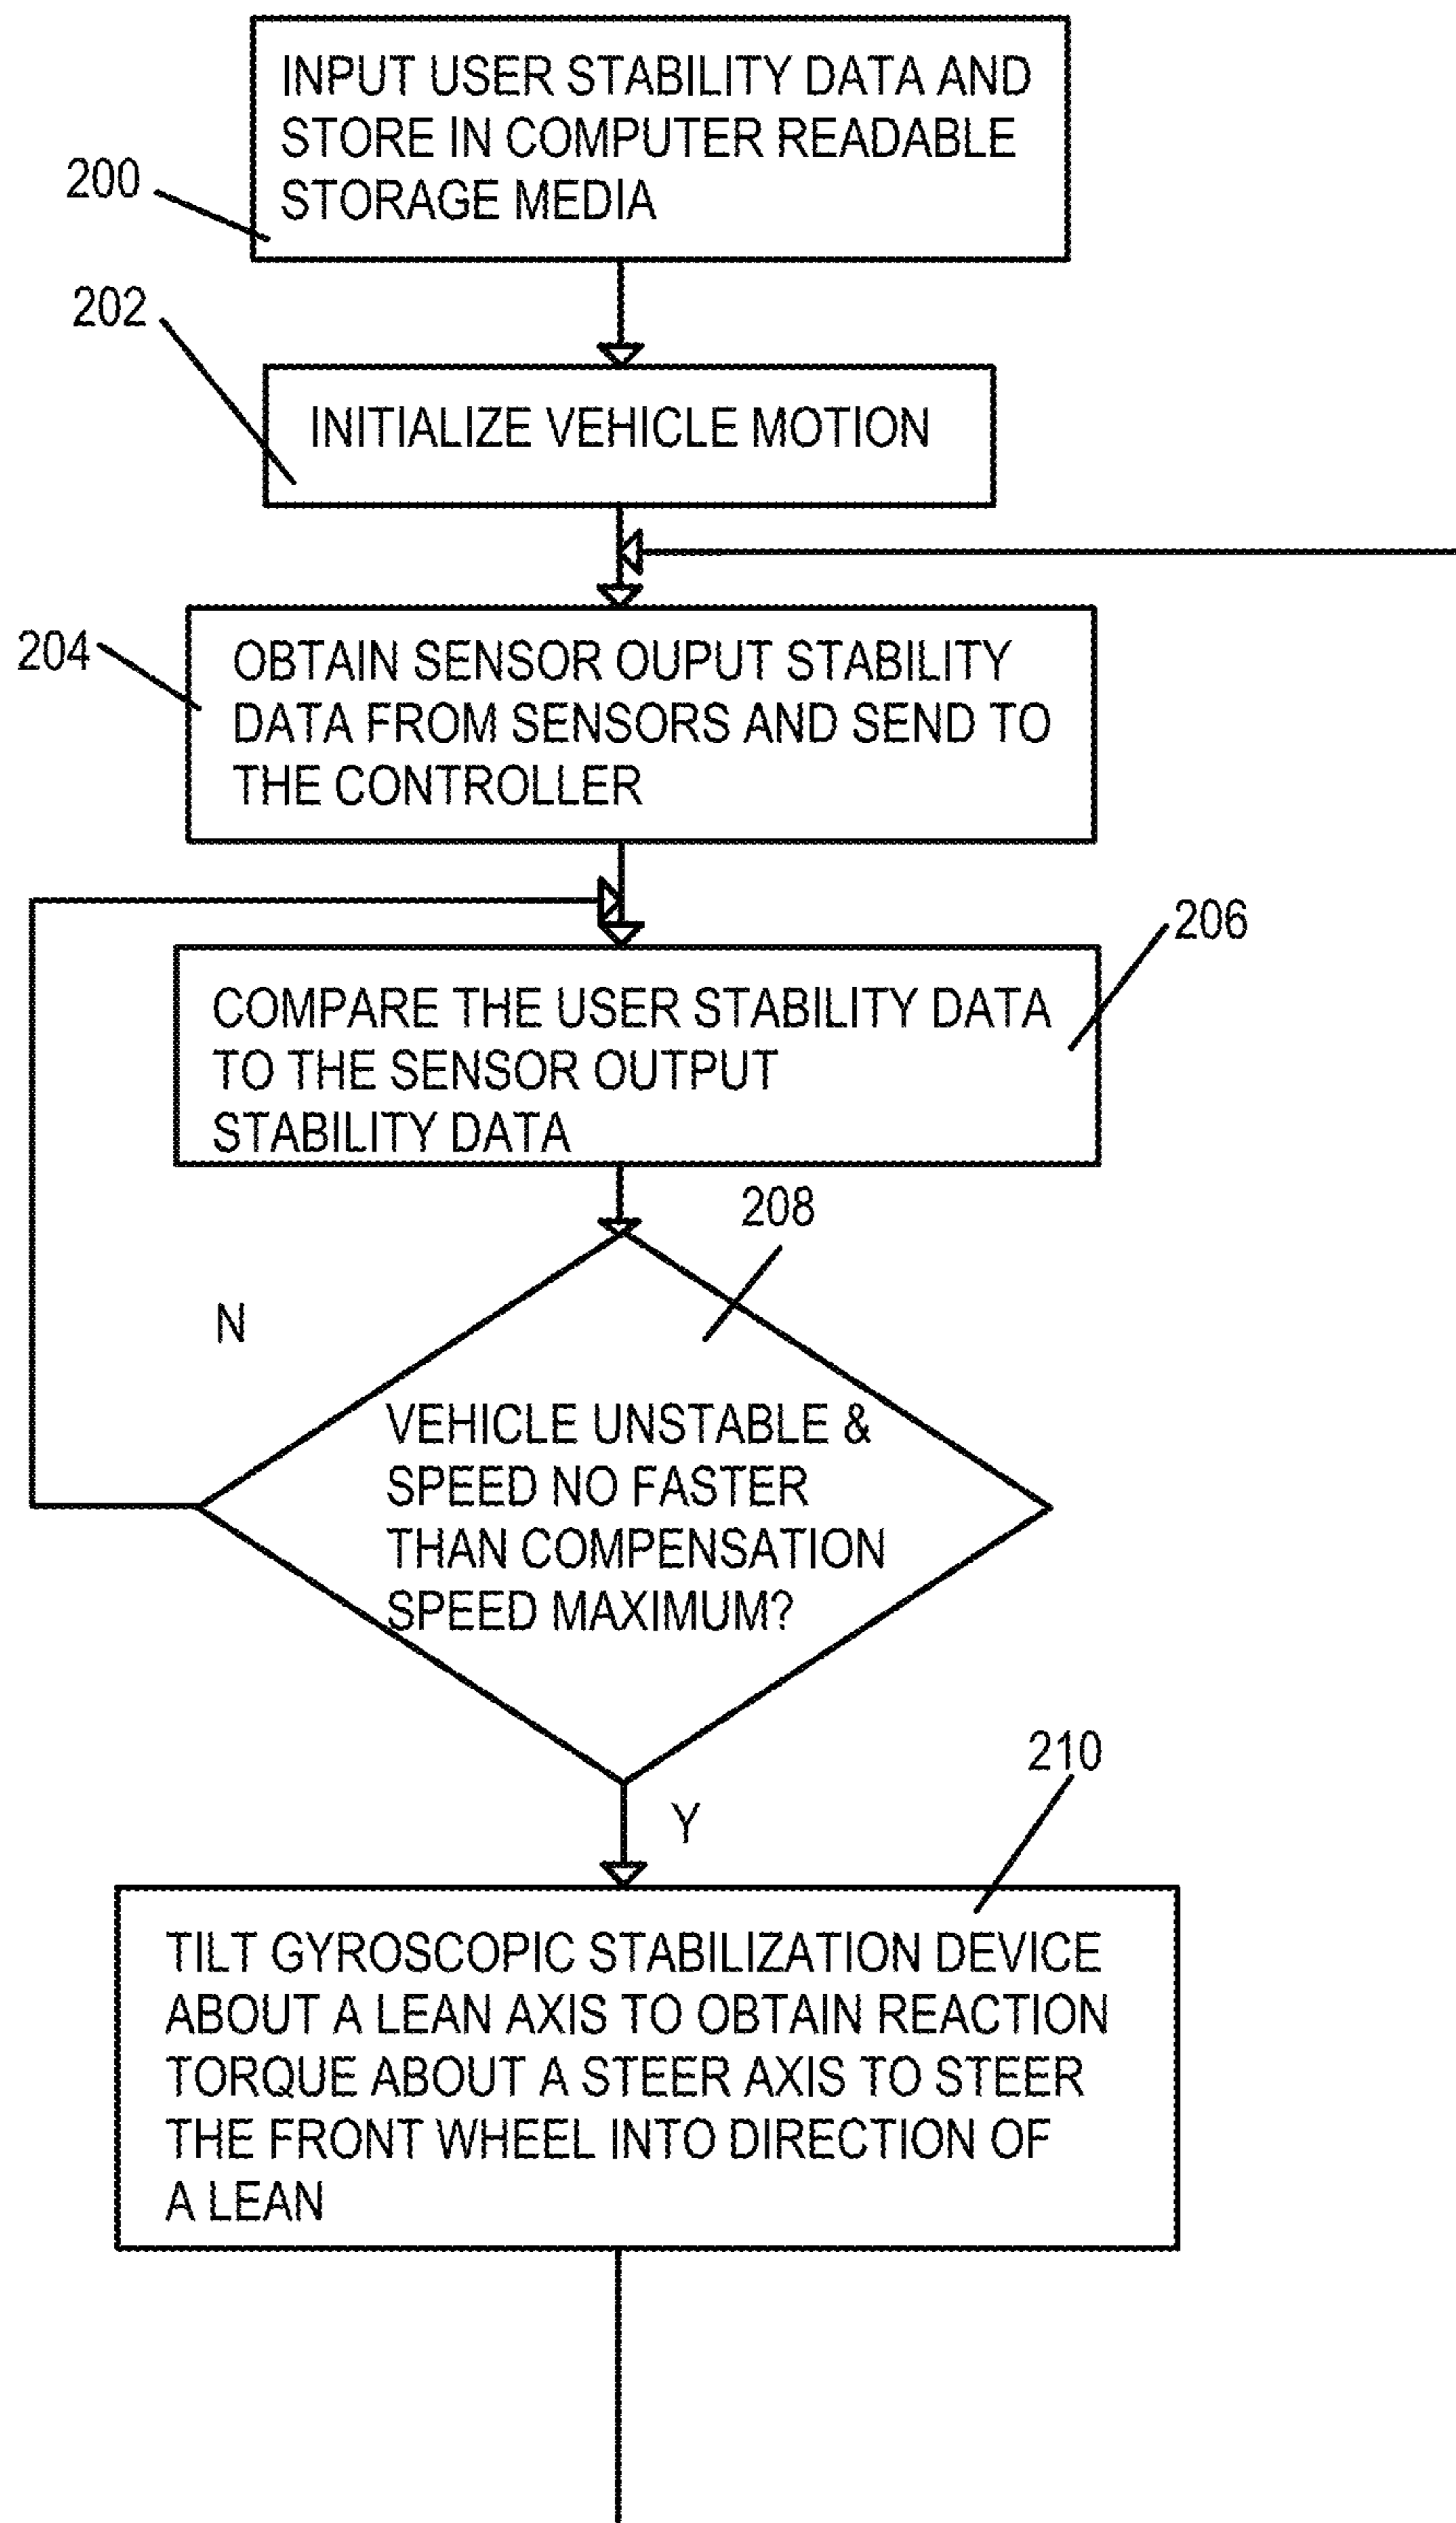 INPUT USER STABILITY DATA AND
STORE IN COMPUTER READABLE
STORAGE MEDIA
200
202
INITIALIZE VEHICLE MOTION
204
OBTAIN SENSOR OUPUT STABILITY
DATA FROM SENSORS AND SEND TO
THE CONTROLLER
206
COMPARE THE USER STABILITY DATA
TO THE SENSOR OUTPUT
STABILITY DATA
208
N
VEHICLE UNSTABLE &
SPEED NO FASTER
THAN COMPENSATION
SPEED MAXIMUM?
210
Y
TILT GYROSCOPIC STABILIZATION DEVICE
ABOUT A LEAN AXIS TO OBTAIN REACTION
TORQUE ABOUT A STEER AXIS TO STEER
THE FRONT WHEEL INTO DIRECTION OF
A LEAN